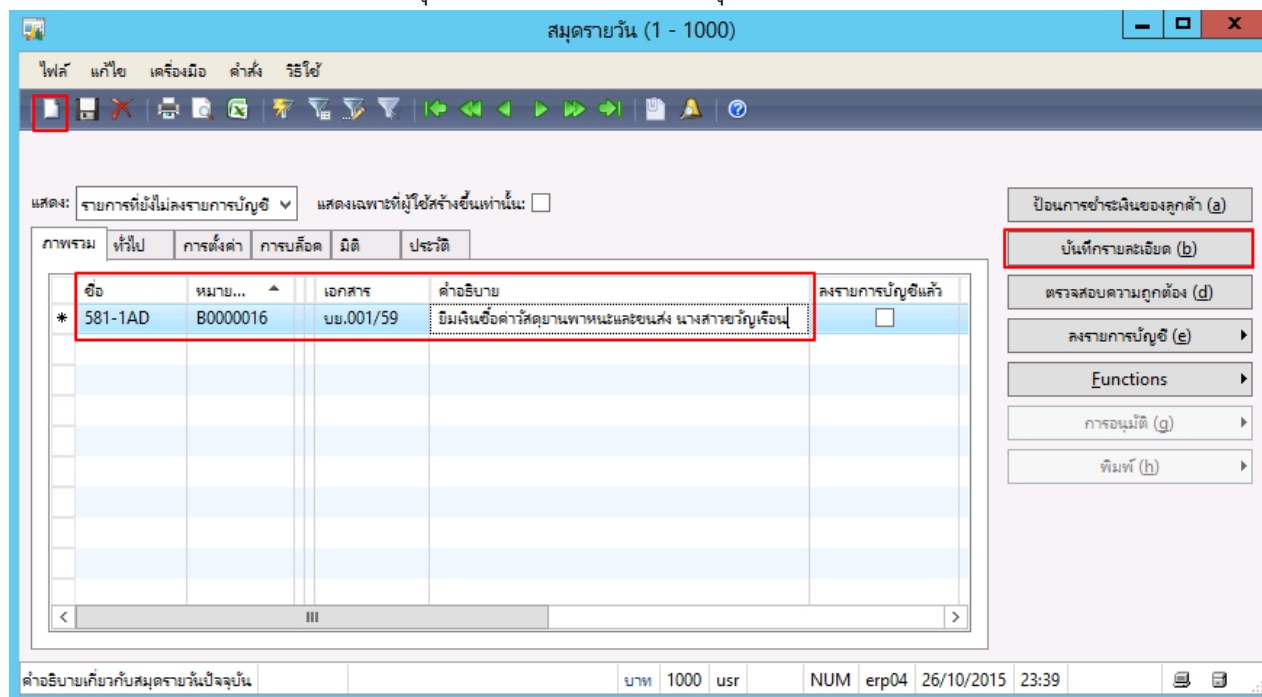 สมุดรายวัน (1 - 1000)
ไฟล์ แก้ไข เครื่องมือ คำสั่ง วิธีใช้
แสดง: รายการที่ยังไม่ลงรายการบัญชี แสดงเฉพาะที่ผู้ใช้สร้างขึ้นเท่านั้น:
ป้อนการชำระเงินของลูกค้า (a)
ภาพรวม ทั่วไป การตั้งค่า การบล็อค มิติ ประวัติ
บันทึกรายละเอียด (b)
ชื่อ หมาย... เอกสาร คำอธิบาย ลงรายการบัญชีแล้ว
ตรวจสอบความถูกต้อง (d)
* 581-1AD B0000016 บย.001/59 ยืมเงินซื้อค่าวัสดุยานพาหนะและขนส่ง นางสาวขวัญเรือน
ลงรายการบัญชี (e)
Functions
การอนุมัติ (g)
พิมพ์ (h)
คำอธิบายเกี่ยวกับสมุดรายวันปัจจุบัน บาท 1000 usr NUM erp04 26/10/2015 23:39